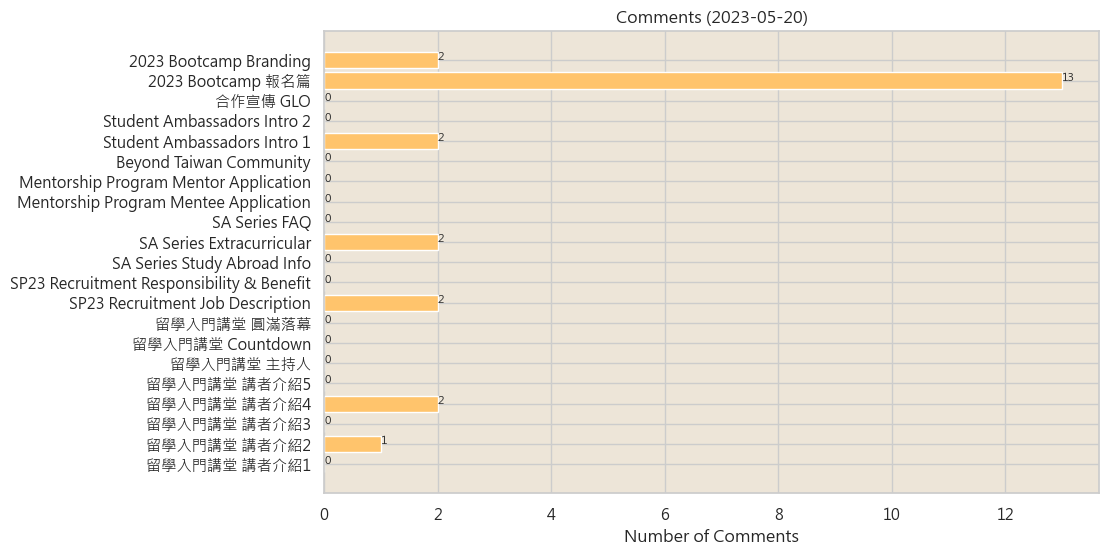 Comments (2023-05-20)
2023 Bootcamp Branding 2
2023 Bootcamp 報名篇 13
合作宣傳 GLO 0
Student Ambassadors Intro 2 0
Student Ambassadors Intro 1 2
Beyond Taiwan Community 0
Mentorship Program Mentor Application 0
Mentorship Program Mentee Application 0
SA Series FAQ 0
SA Series Extracurricular 2
SA Series Study Abroad Info 0
SP23 Recruitment Responsibility & Benefit 0
SP23 Recruitment Job Description 2
留學入門講堂 圓滿落幕 0
留學入門講堂 Countdown 0
留學入門講堂 主持人 0
留學入門講堂 講者介紹5 0
留學入門講堂 講者介紹4 2
留學入門講堂 講者介紹3 0
留學入門講堂 講者介紹2 1
留學入門講堂 講者介紹1 0
0 2 4 6 8 10 12
Number of Comments